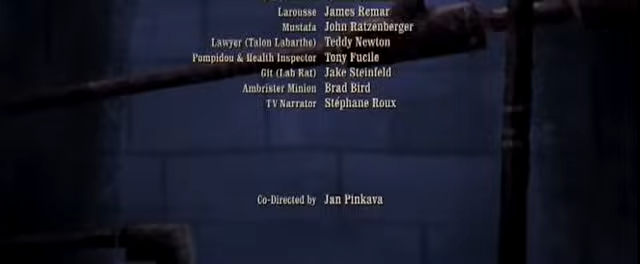 Larousse James Remar
Mustafa John Ratzenberger
Lawyer (Talon Labarthe) Teddy Newton
Pompidou & Health Inspector Tony Fucile
Git (Lab Rat) Jake Steinfeld
Ambrister Minion Brad Bird
TV Narrator Stéphane Roux
Co-Directed by Jan Pinkava